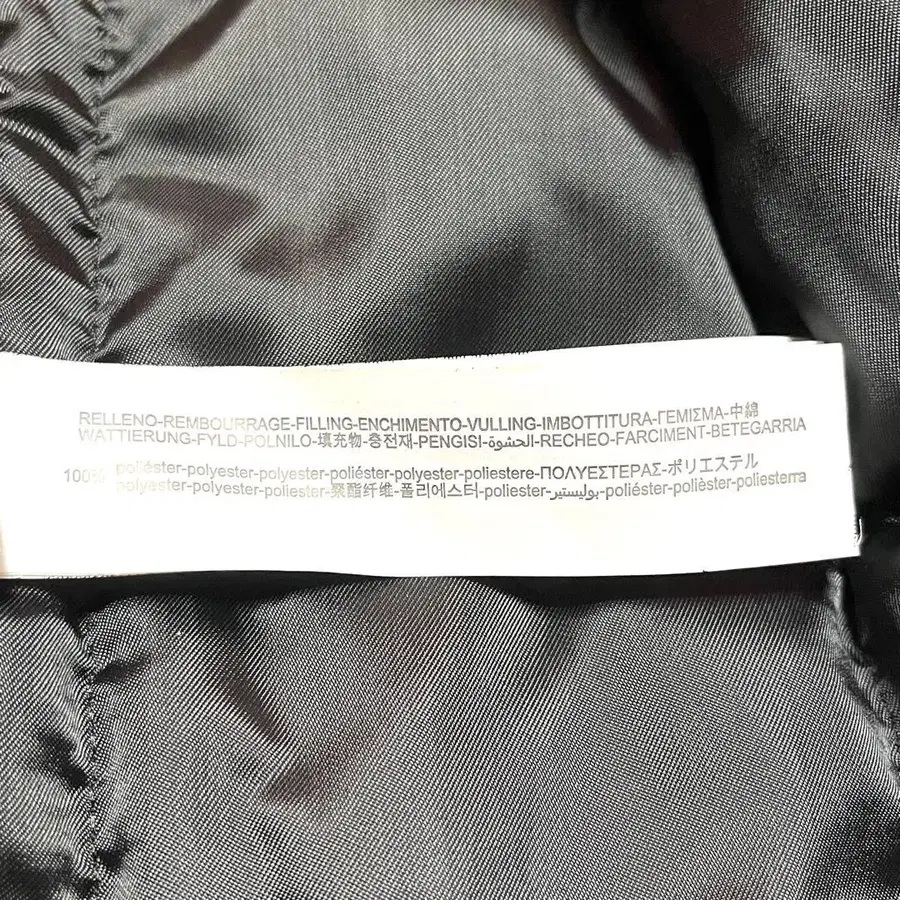 RELLENO-REMBOURRAGE-FILLING-ENCHIMENTO-VULLING-IMBOTTITURA-ΓΕΜΙΣΜΑ-中綿
WATTIERUNG-FYLD-POLNILO-填充物-충전재-PENGISI-الحشوة-RECHEO-FARCIMENT-BETEGARRIA
100% poliéster-polyester-polyester-poliéster-polyester-poliestere-ΠΟΛΥΕΣΤΕΡΑΣ-ポリエステル
polyester-polyester-poliester-聚酯纤维-폴리에스터-poliester-بوليستير-poliéster-polièster-poliesterra